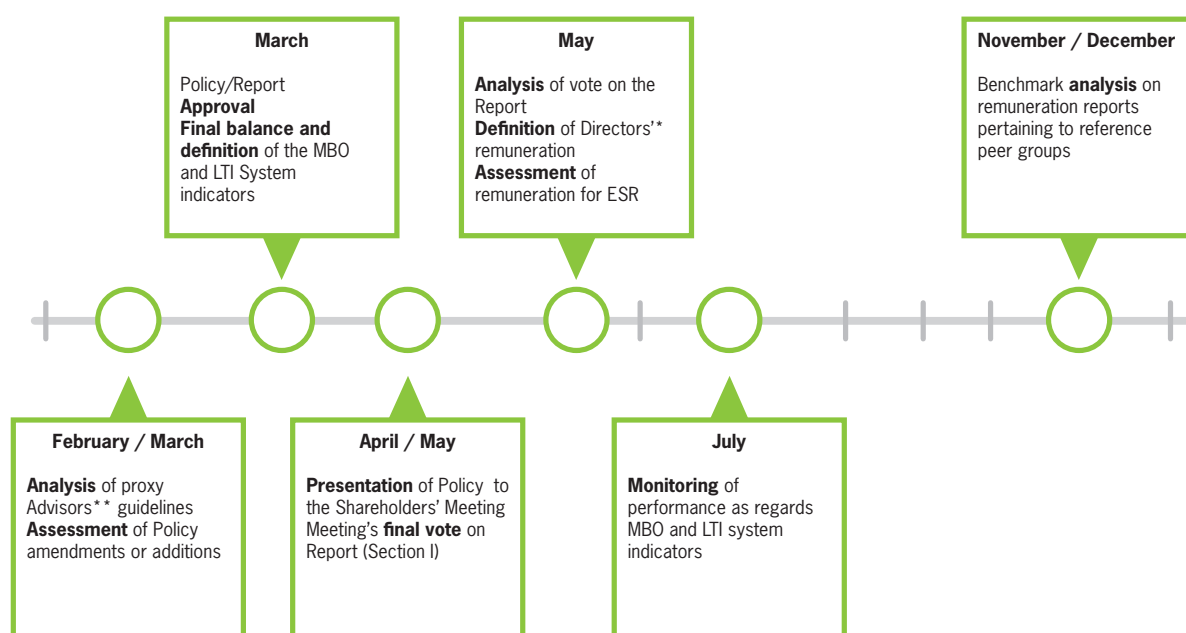 March
Policy/Report
Approval
Final balance and
definition of the MBO
and LTI System
indicators
May
Analysis of vote on the
Report
Definition of Directors'*
remuneration
Assessment of
remuneration for ESR
November / December
Benchmark analysis on
remuneration reports
pertaining to reference
peer groups
February / March
Analysis of proxy
Advisors** guidelines
Assessment of Policy
amendments or additions
April / May
Presentation of Policy to
the Shareholders’ Meeting
Meeting’s final vote on
Report (Section I)
July
Monitoring of
performance as regards
MBO and LTI system
indicators